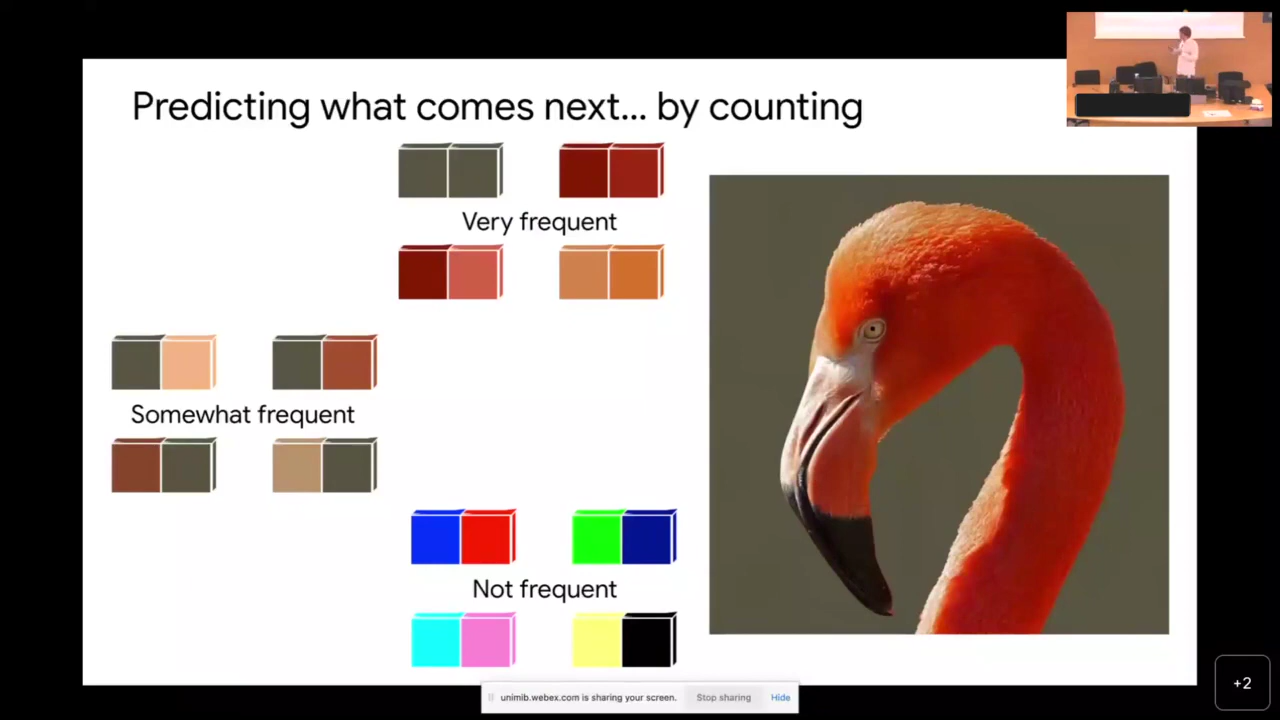 Predicting what comes next... by counting
Very frequent
Somewhat frequent
Not frequent
unimib.webex.com is sharing your screen. Stop sharing Hide
+2